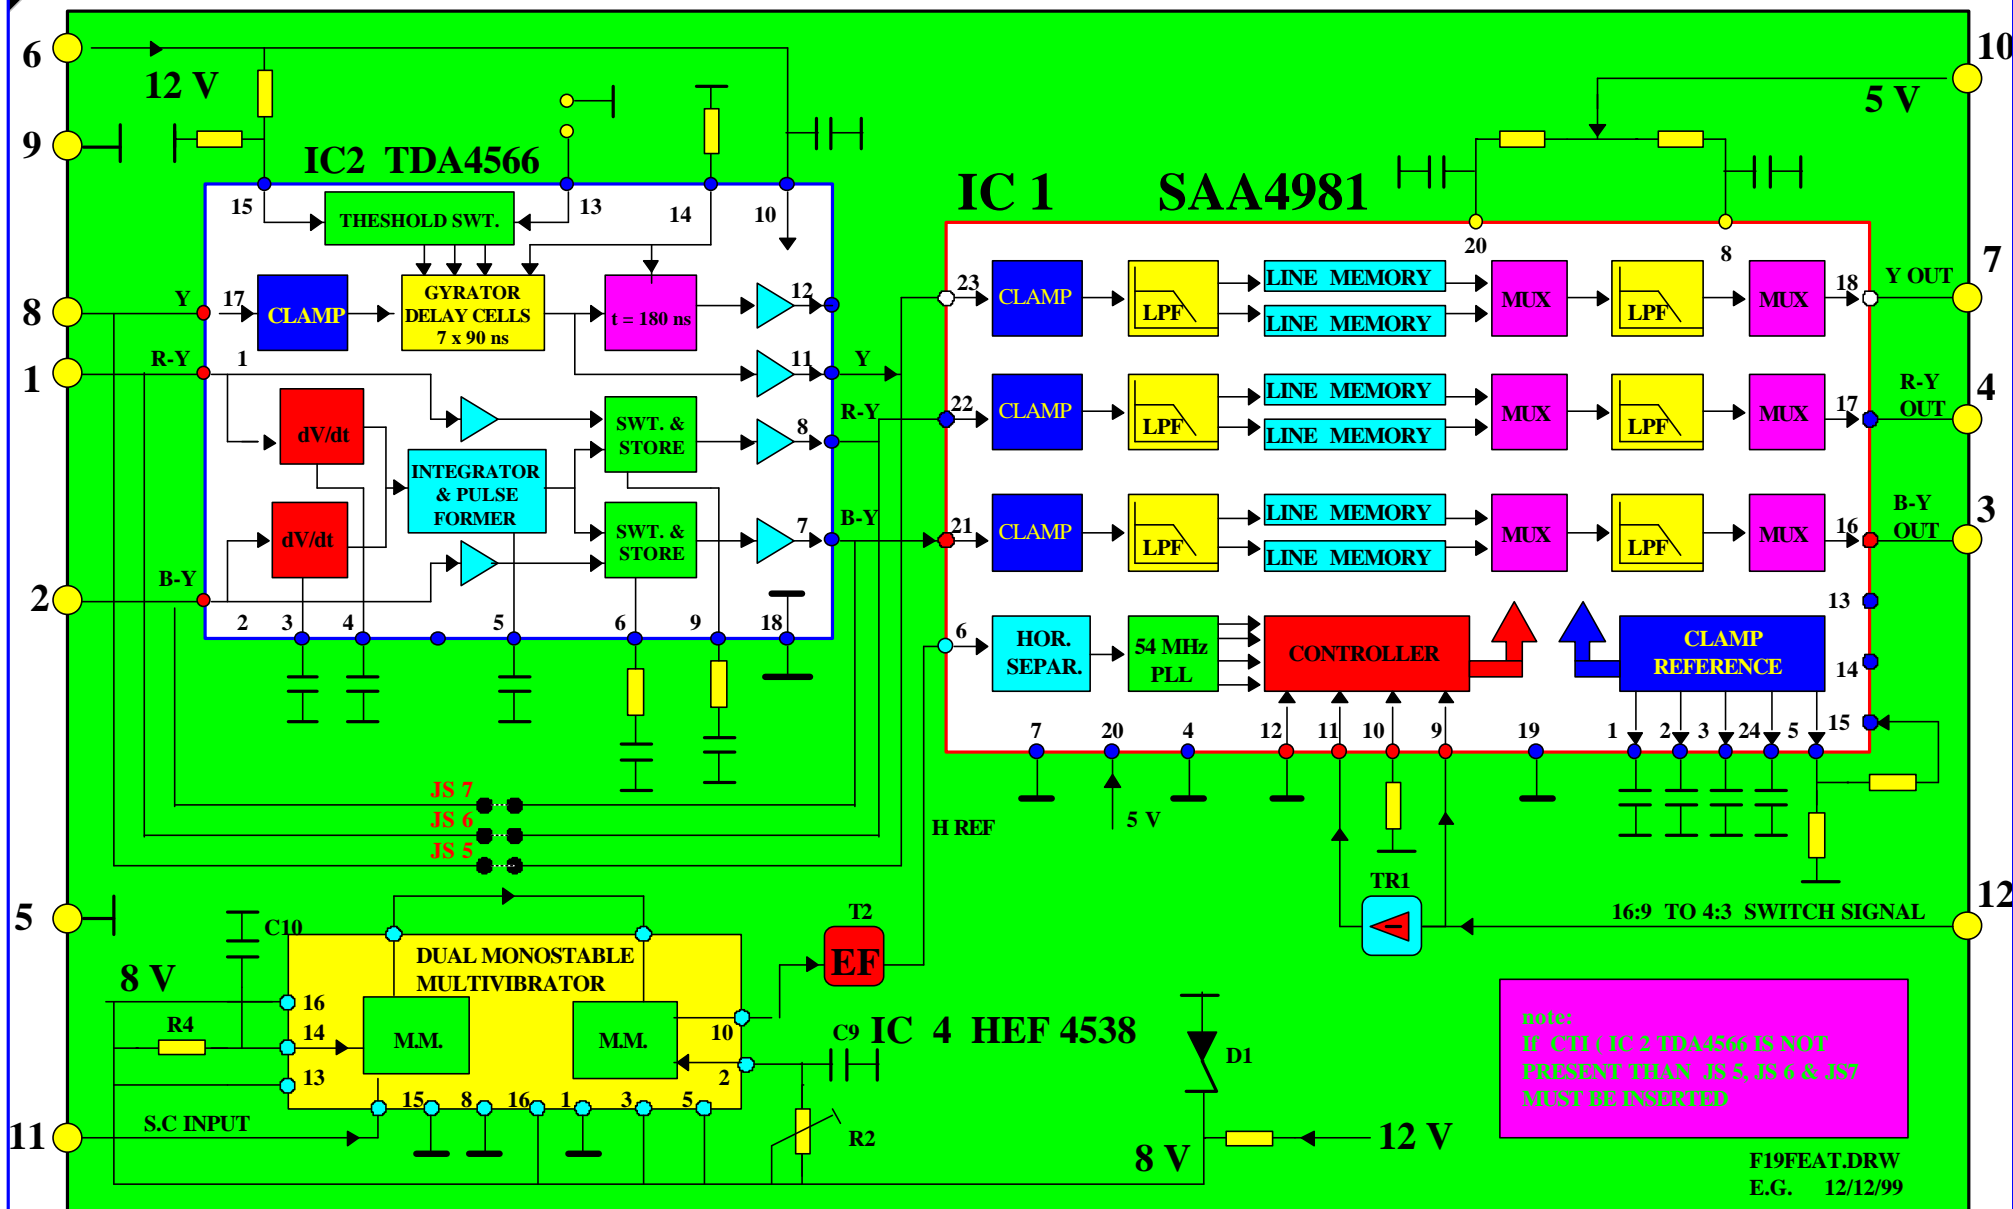 6
12 V
9
8
1
2
5
11
10
5 V
7
4
3
12
IC2 TDA4566
15
13
14
10
THESHOLD SWT.
Y
17
CLAMP
GYRATOR
DELAY CELLS
7 x 90 ns
t = 180 ns
12
11
Y
R-Y
1
dV/dt
SWT. &
STORE
8
R-Y
INTEGRATOR
& PULSE
FORMER
dV/dt
SWT. &
STORE
7
B-Y
B-Y
2
3
4
5
6
9
18
IC 1 SAA4981
20
8
23
CLAMP
LPF
LINE MEMORY
LINE MEMORY
MUX
LPF
MUX
18
Y OUT
22
CLAMP
LPF
LINE MEMORY
LINE MEMORY
MUX
LPF
MUX
17
R-Y
OUT
21
CLAMP
LPF
LINE MEMORY
LINE MEMORY
MUX
LPF
MUX
16
B-Y
OUT
6
HOR.
SEPAR.
54 MHz
PLL
CONTROLLER
CLAMP
REFERENCE
13
14
15
7
20
4
12
11
10
9
19
1
2
3
24
5
5 V
H REF
JS 7
JS 6
JS 5
TR1
16:9 TO 4:3 SWITCH SIGNAL
C10
8 V
R4
DUAL MONOSTABLE
MULTIVIBRATOR
16
14
13
M.M.
M.M.
10
2
15
8
16
1
3
5
S.C INPUT
T2
EF
IC 4 HEF 4538
C9
R2
D1
8 V
12 V
note:
If CTI ( IC 2 TDA4566 IS NOT
PRESENT THAN JS 5, JS 6 & JS7
MUST BE INSERTED
F19FEAT.DRW
E.G. 12/12/99